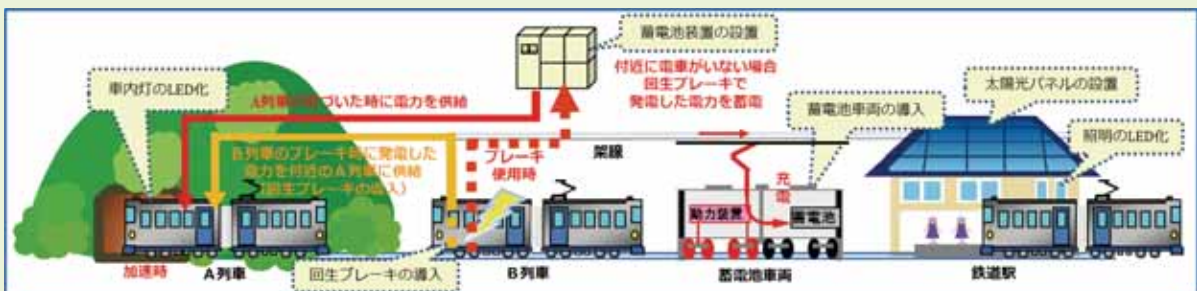 蓄電池装置の設置
車内灯のLED化
付近に電車がいない場合
回生ブレーキで
発電した電力を蓄電
太陽光パネルの設置
A列車が近づいた時に電力を供給
蓄電池車両の導入
照明のLED化
架線
B列車のブレーキ時に発電した
電力を付近のA列車に供給
(回生ブレーキの導入)
ブレーキ
使用時
充電
動力装置
蓄電池
加速時
A列車
回生ブレーキの導入
B列車
蓄電池車両
鉄道駅